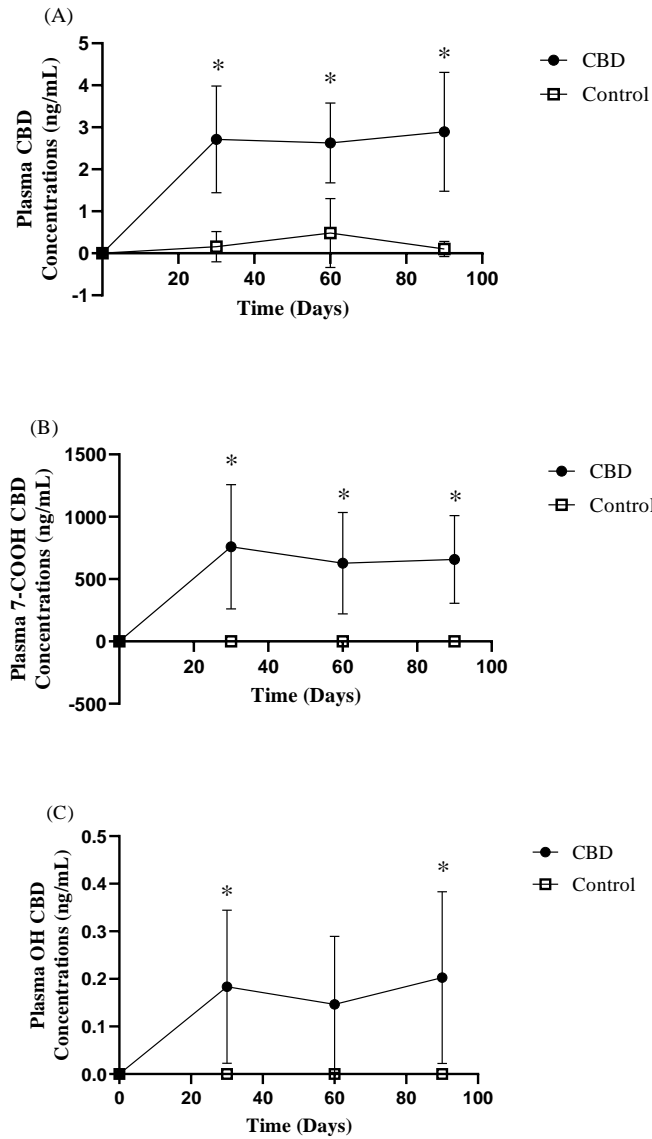 (A)
5
4
3
2
1
0
-1
20 40 60 80 100
Time (Days)
Plasma CBD
Concentrations (ng/mL)
* * *
CBD
Control
(B)
1500
1000
500
0
-500
20 40 60 80 100
Time (Days)
Plasma 7-COOH CBD
Concentrations (ng/mL)
* * *
CBD
Control
(C)
0.5
0.4
0.3
0.2
0.1
0.0
0 20 40 60 80 100
Time (Days)
Plasma OH CBD
Concentrations (ng/mL)
* *
CBD
Control